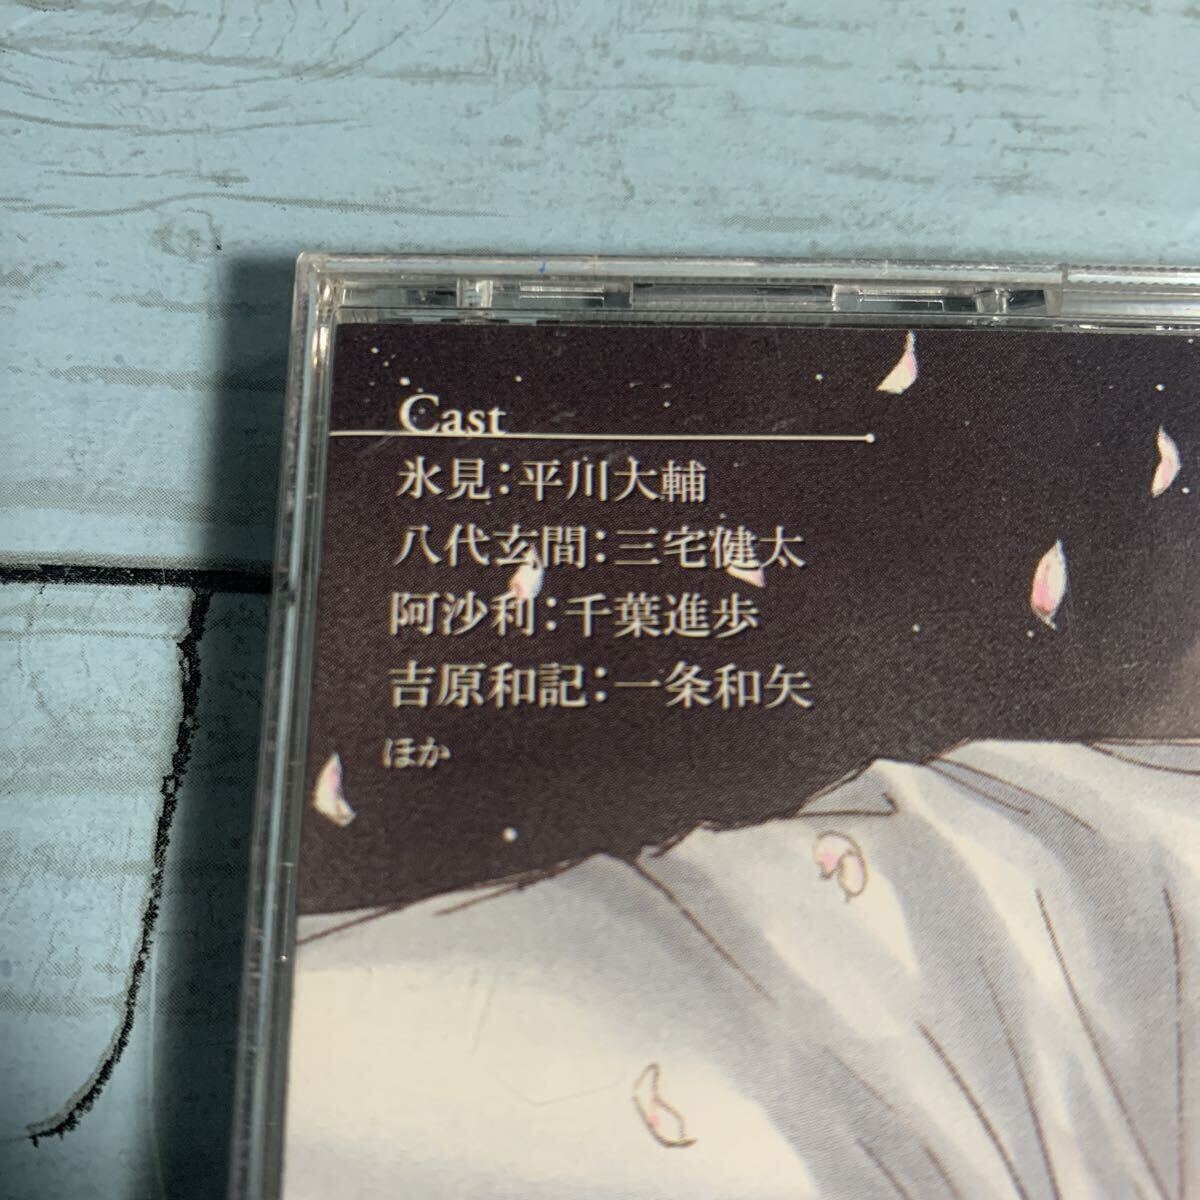 Cast
氷見：平川大輔
八代玄間：三宅健太
阿沙利：千葉進歩
吉原和記：一条和矢
ほか